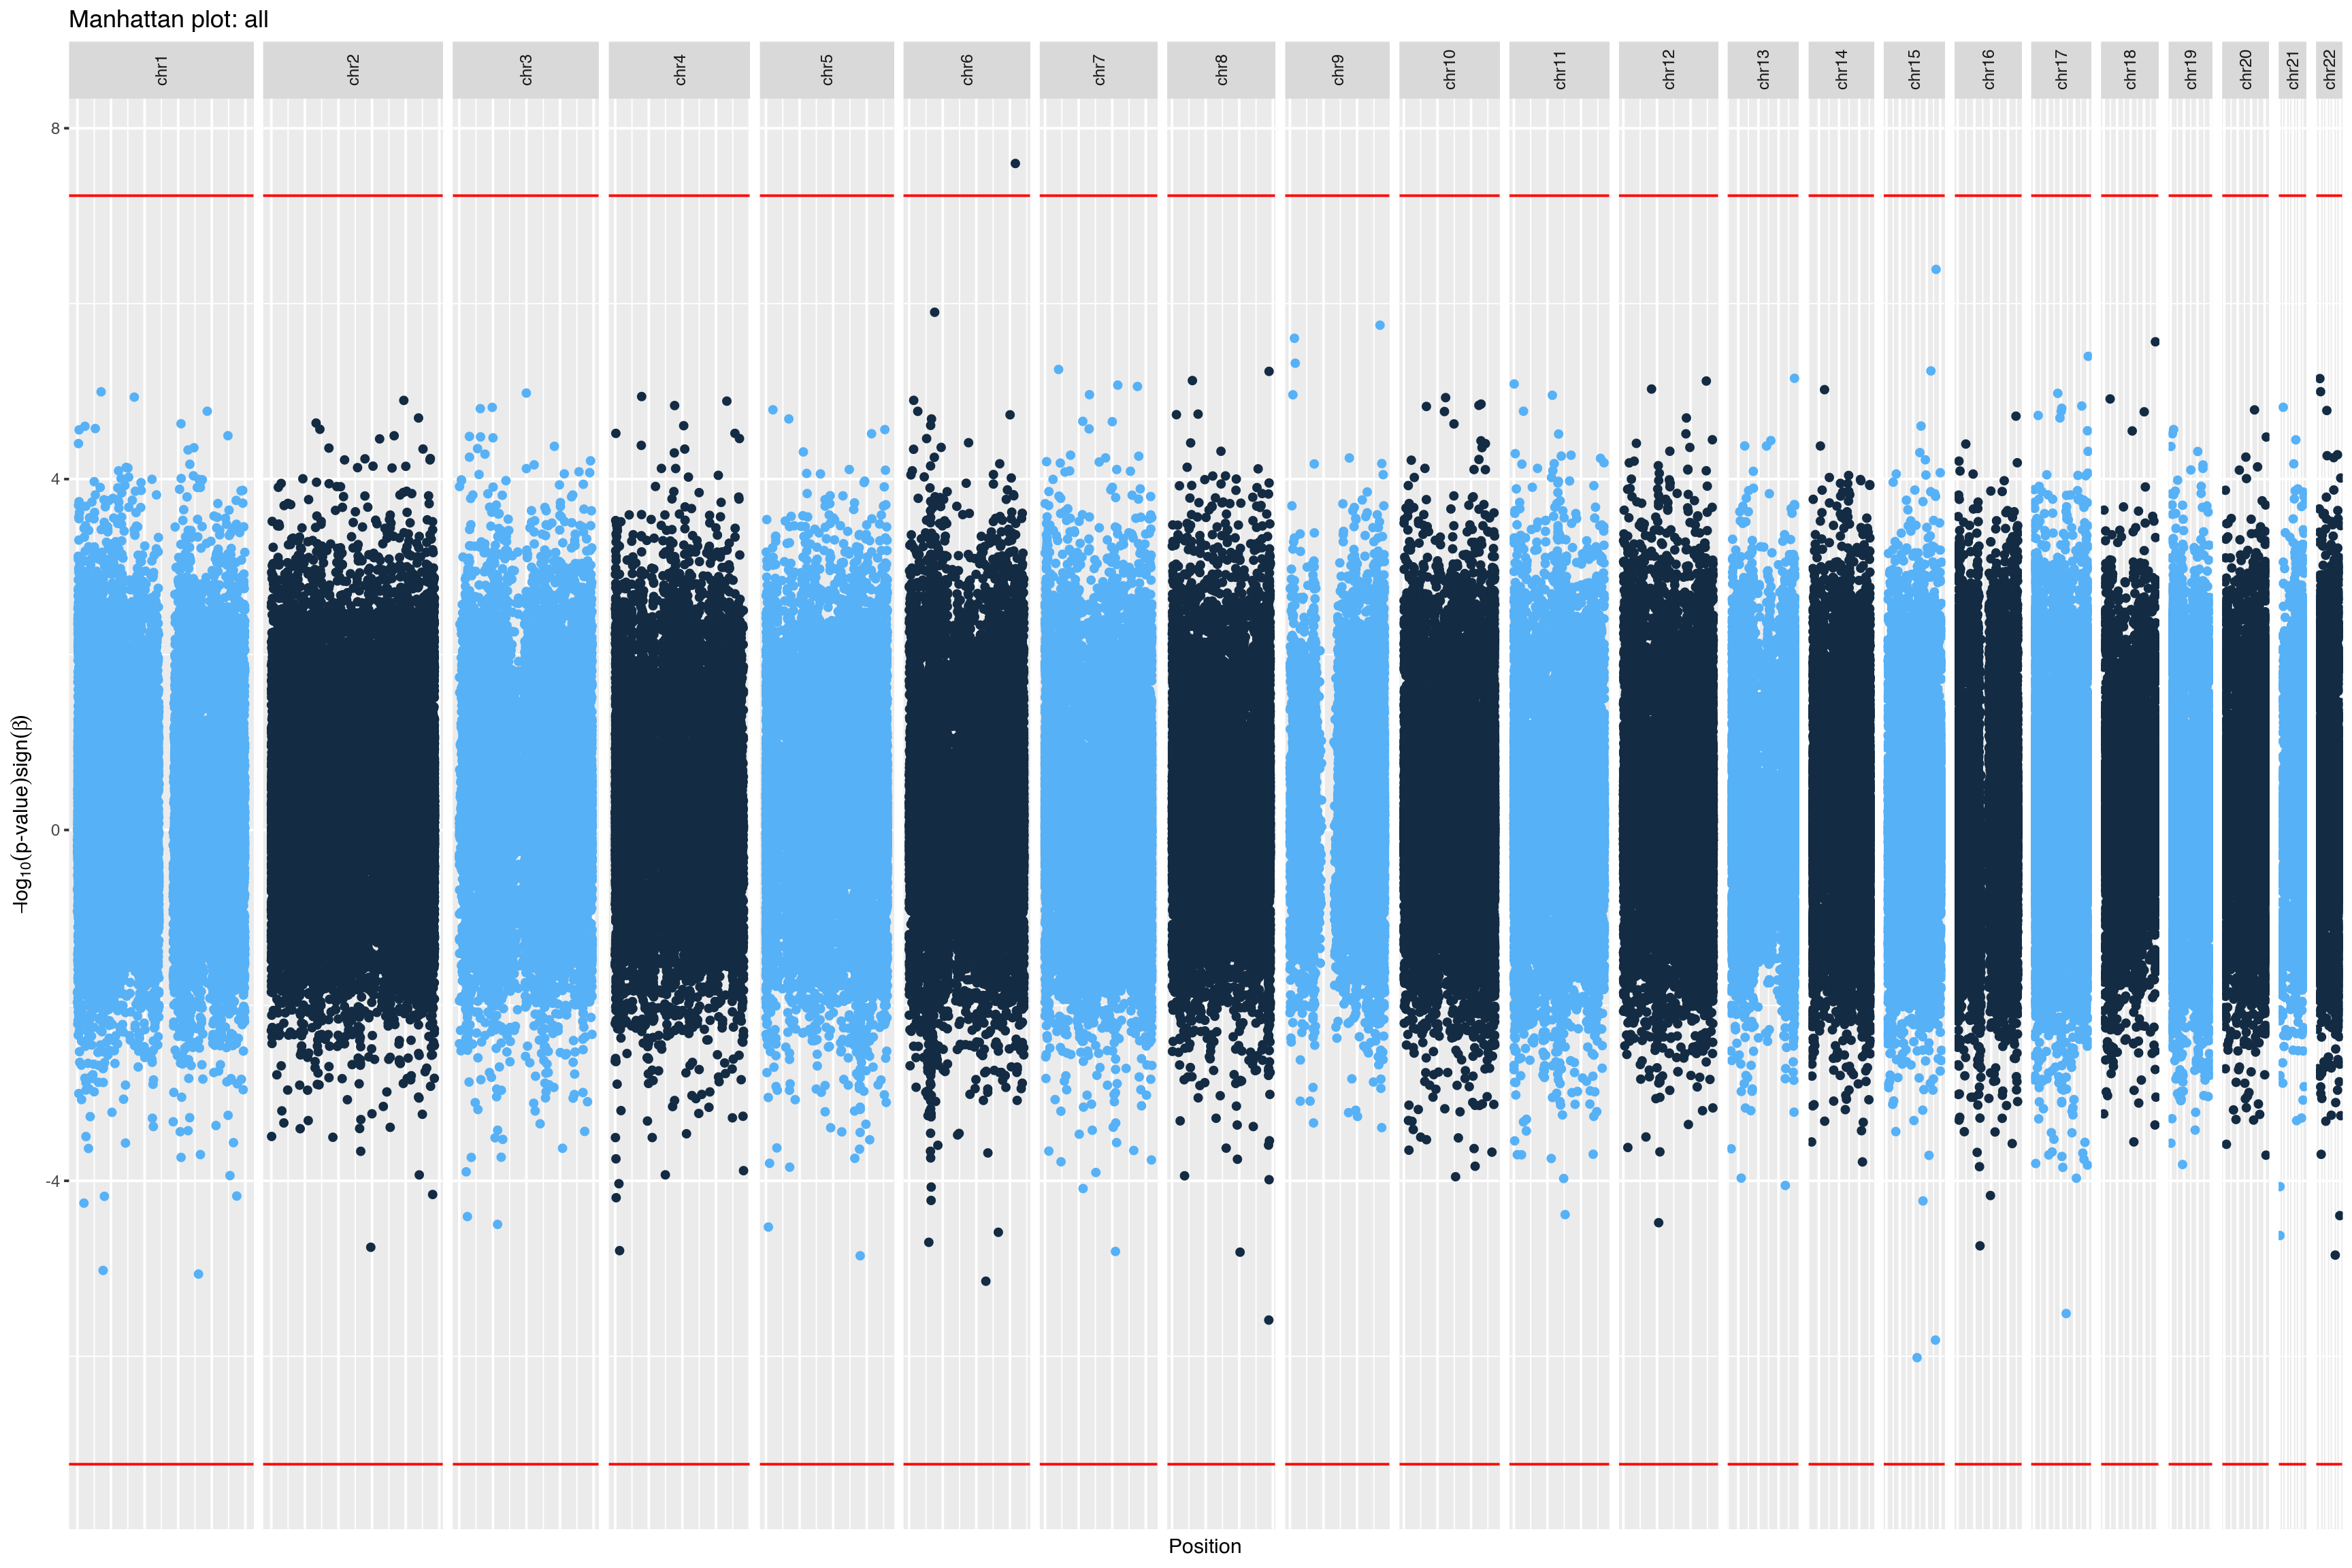 Manhattan plot: all
chr1 chr2 chr3 chr4 chr5 chr6 chr7 chr8 chr9 chr10 chr11 chr12 chr13 chr14 chr15 chr16 chr17 chr18 chr19 chr20 chr21 chr22
8
4
0
-4
-log₁₀(p-value)sign(β)
Position